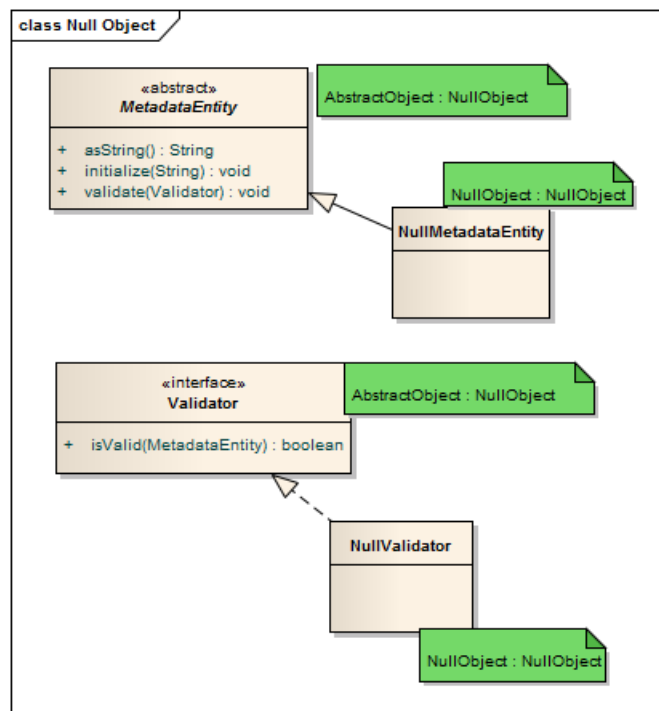 class Null Object
«abstract»
MetadataEntity
+ asString() : String
+ initialize(String) : void
+ validate(Validator) : void
AbstractObject : NullObject
NullObject : NullObject
NullMetadataEntity
«interface»
Validator
+ isValid(MetadataEntity) : boolean
AbstractObject : NullObject
NullValidator
NullObject : NullObject